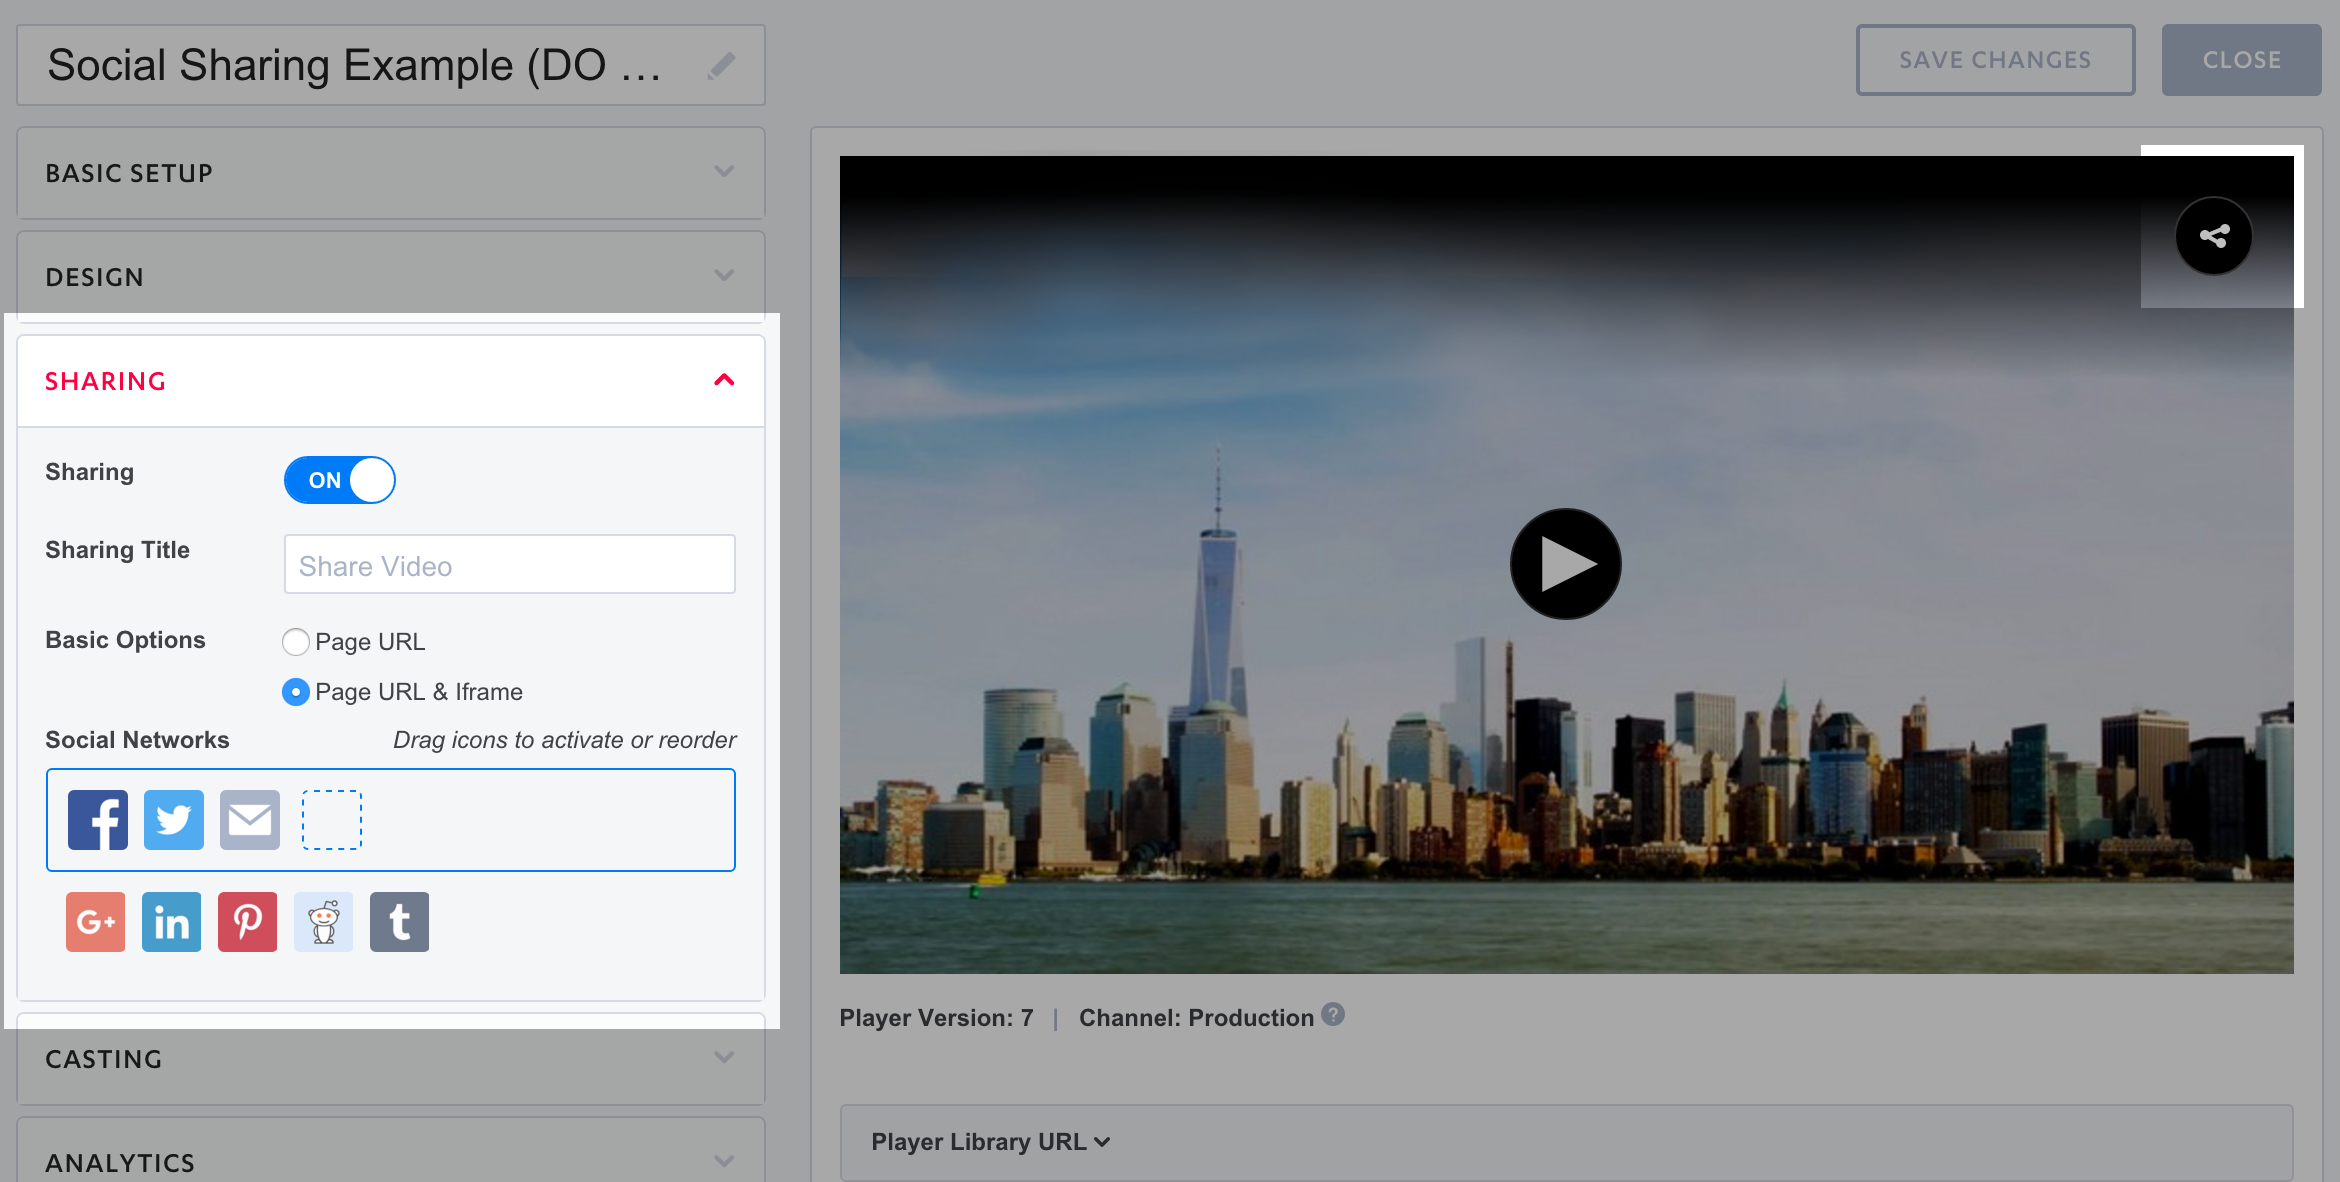 Social Sharing Example (DO ...
SAVE CHANGES
CLOSE
BASIC SETUP
DESIGN
SHARING
Sharing
ON
Sharing Title
Share Video
Basic Options
Page URL
Page URL & Iframe
Social Networks
Drag icons to activate or reorder
f
G+
in
t
CASTING
ANALYTICS
Player Version: 7 | Channel: Production ?
Player Library URL